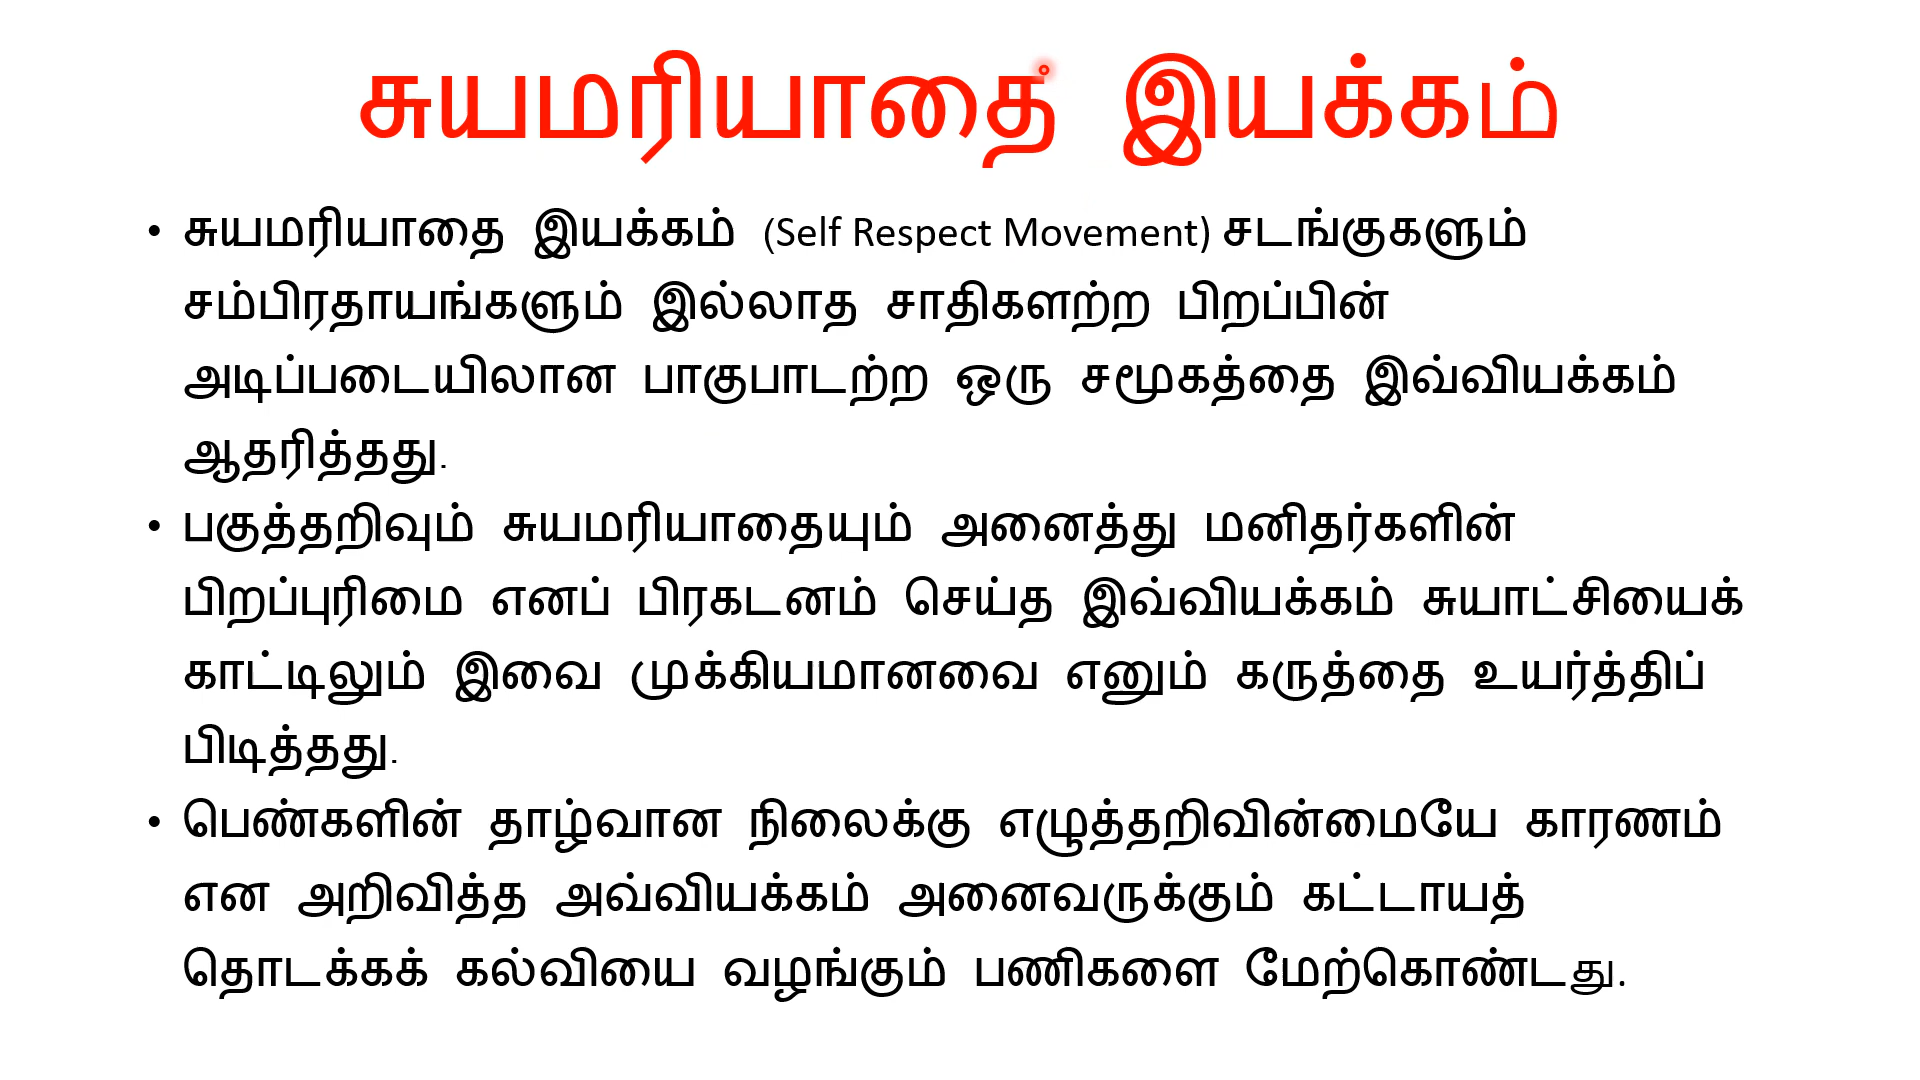 சுயமரியாதை இயக்கம்
• சுயமரியாதை இயக்கம் (Self Respect Movement) சடங்குகளும்
சம்பிரதாயங்களும் இல்லாத சாதிகளற்ற பிறப்பின்
அடிப்படையிலான பாகுபாடற்ற ஒரு சமூகத்தை இவ்வியக்கம்
ஆதரித்தது.
• பகுத்தறிவும் சுயமரியாதையும் அனைத்து மனிதர்களின்
பிறப்புரிமை எனப் பிரகடனம் செய்த இவ்வியக்கம் சுயாட்சியைக்
காட்டிலும் இவை முக்கியமானவை எனும் கருத்தை உயர்த்திப்
பிடித்தது.
• பெண்களின் தாழ்வான நிலைக்கு எழுத்தறிவின்மையே காரணம்
என அறிவித்த அவ்வியக்கம் அனைவருக்கும் கட்டாயத்
தொடக்கக் கல்வியை வழங்கும் பணிகளை மேற்கொண்டது.